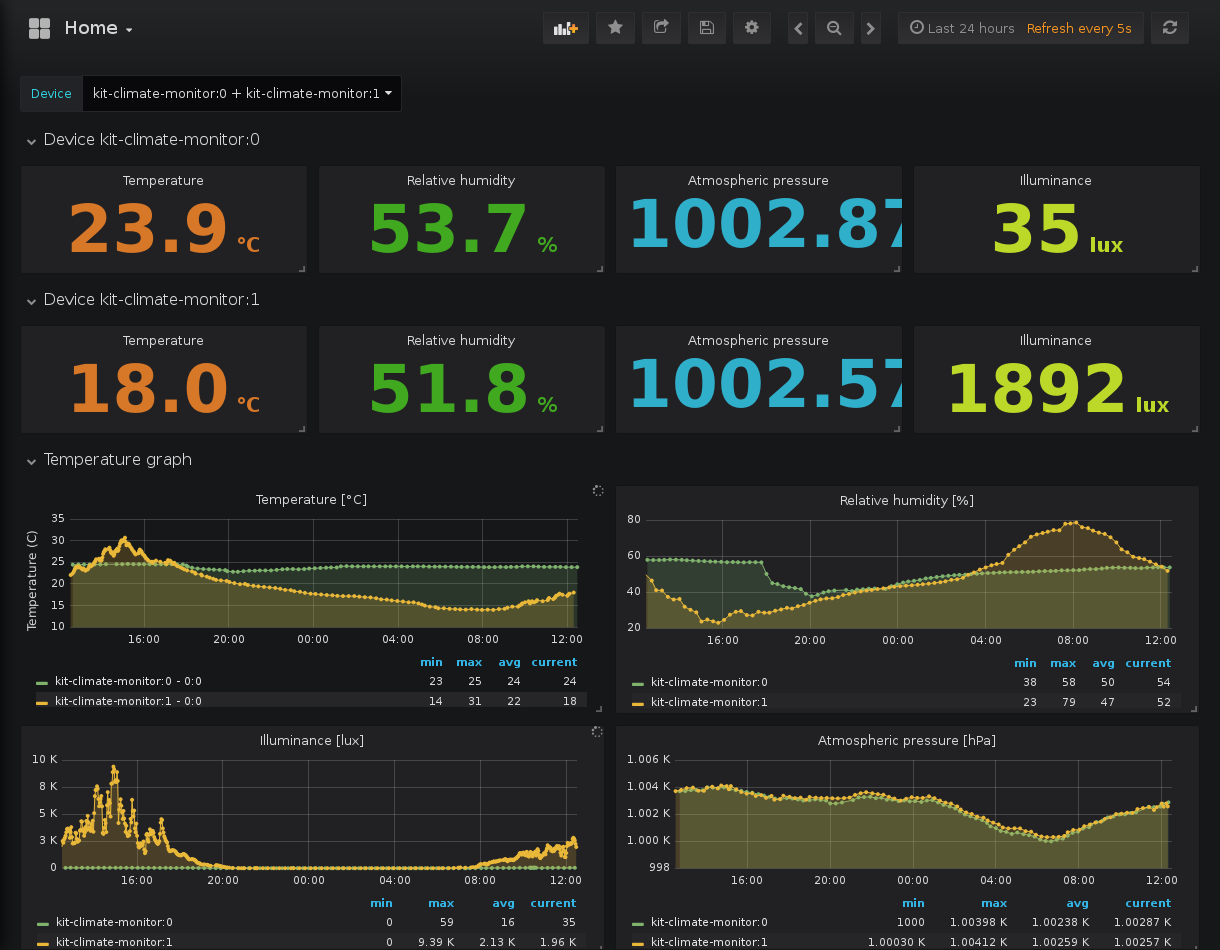 Home
Last 24 hours Refresh every 5s
Device kit-climate-monitor:0 + kit-climate-monitor:1
Device kit-climate-monitor:0
Temperature Relative humidity Atmospheric pressure Illuminance
23.9 °C 53.7 % 1002.87 35 lux
Device kit-climate-monitor:1
Temperature Relative humidity Atmospheric pressure Illuminance
18.0 °C 51.8 % 1002.57 1892 lux
Temperature graph
Temperature [°C]
Temperature (C)
35
30
25
20
15
10
16:00 20:00 00:00 04:00 08:00 12:00
min max avg current
kit-climate-monitor:0 - 0:0 23 25 24 24
kit-climate-monitor:1 - 0:0 14 31 22 18
Relative humidity [%]
80
60
40
20
16:00 20:00 00:00 04:00 08:00 12:00
min max avg current
kit-climate-monitor:0 38 58 50 54
kit-climate-monitor:1 23 79 47 52
Illuminance [lux]
10 K
8 K
5 K
3 K
0
16:00 20:00 00:00 04:00 08:00 12:00
min max avg current
kit-climate-monitor:0 0 59 16 35
kit-climate-monitor:1 0 9.39 K 2.13 K 1.96 K
Atmospheric pressure [hPa]
1.006 K
1.004 K
1.002 K
1.000 K
998
16:00 20:00 00:00 04:00 08:00 12:00
min max avg current
kit-climate-monitor:0 1000 1.00398 K 1.00238 K 1.00287 K
kit-climate-monitor:1 1.00030 K 1.00412 K 1.00259 K 1.00257 K